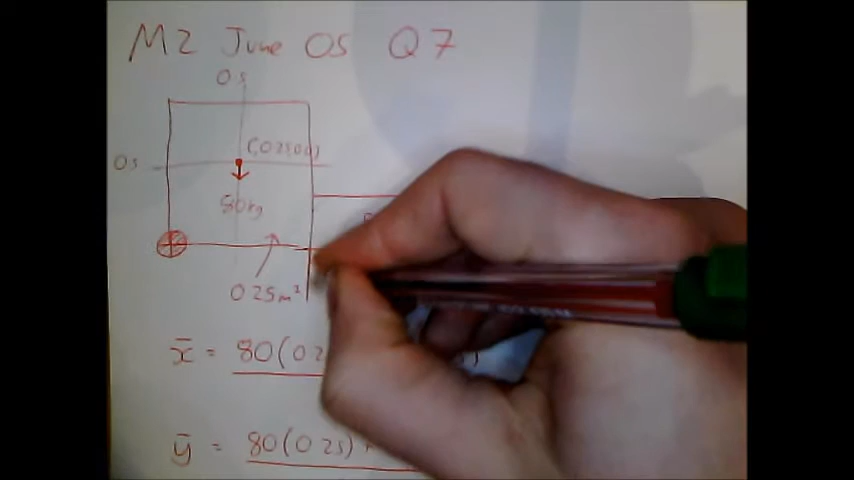 M2 June 05 Q7
0.5
(0.25,0.25)
0.5
80kg
0.25m²
x̄ = 80(0.2
ȳ = 80(0.25) +